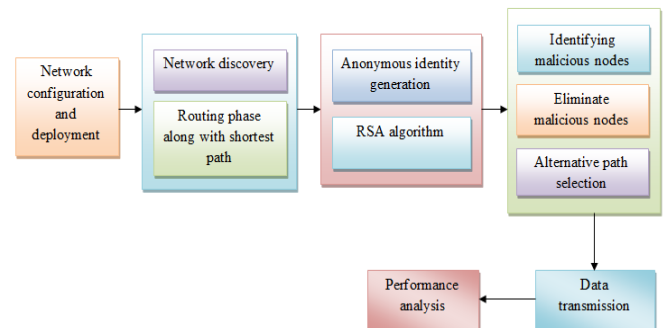 Network
configuration
and
deployment
Network discovery
Routing phase
along with shortest
path
Anonymous identity
generation
RSA algorithm
Identifying
malicious nodes
Eliminate
malicious nodes
Alternative path
selection
Data
transmission
Performance
analysis